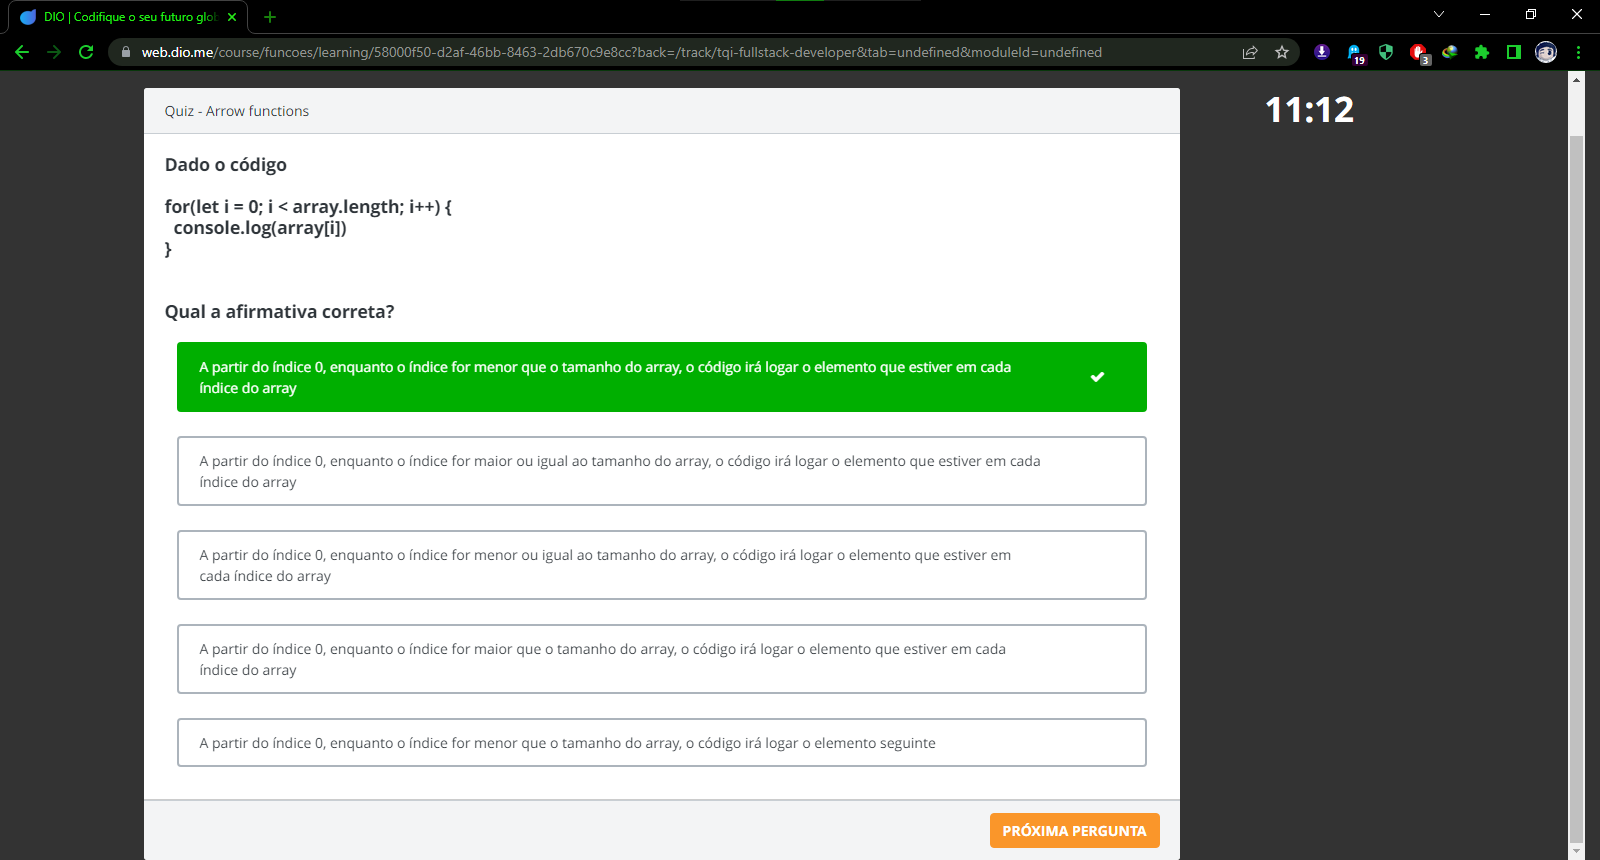 DIO | Codifique o seu futuro glob
web.dio.me/course/funcoes/learning/58000f50-d2af-46bb-8463-2db670c9e8cc?back=/track/tqi-fullstack-developer&tab=undefined&moduleId=undefined
19
3
Quiz - Arrow functions
11:12
Dado o código
for(let i = 0; i < array.length; i++) {
console.log(array[i])
}
Qual a afirmativa correta?
A partir do índice 0, enquanto o índice for menor que o tamanho do array, o código irá logar o elemento que estiver em cada
índice do array
A partir do índice 0, enquanto o índice for maior ou igual ao tamanho do array, o código irá logar o elemento que estiver em cada
índice do array
A partir do índice 0, enquanto o índice for menor ou igual ao tamanho do array, o código irá logar o elemento que estiver em
cada índice do array
A partir do índice 0, enquanto o índice for maior que o tamanho do array, o código irá logar o elemento que estiver em cada
índice do array
A partir do índice 0, enquanto o índice for menor que o tamanho do array, o código irá logar o elemento seguinte
PRÓXIMA PERGUNTA